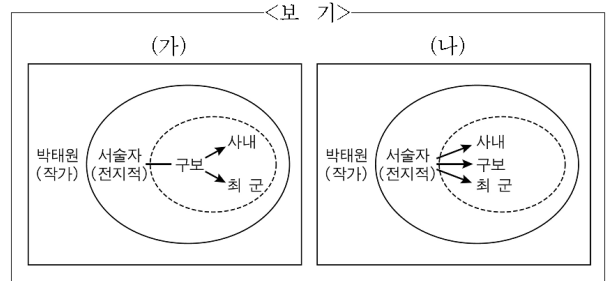 <보 기>
(가)
박태원
(작가)
서술자
(전지적)
구보
사내
최 군
(나)
박태원
(작가)
서술자
(전지적)
사내
구보
최 군